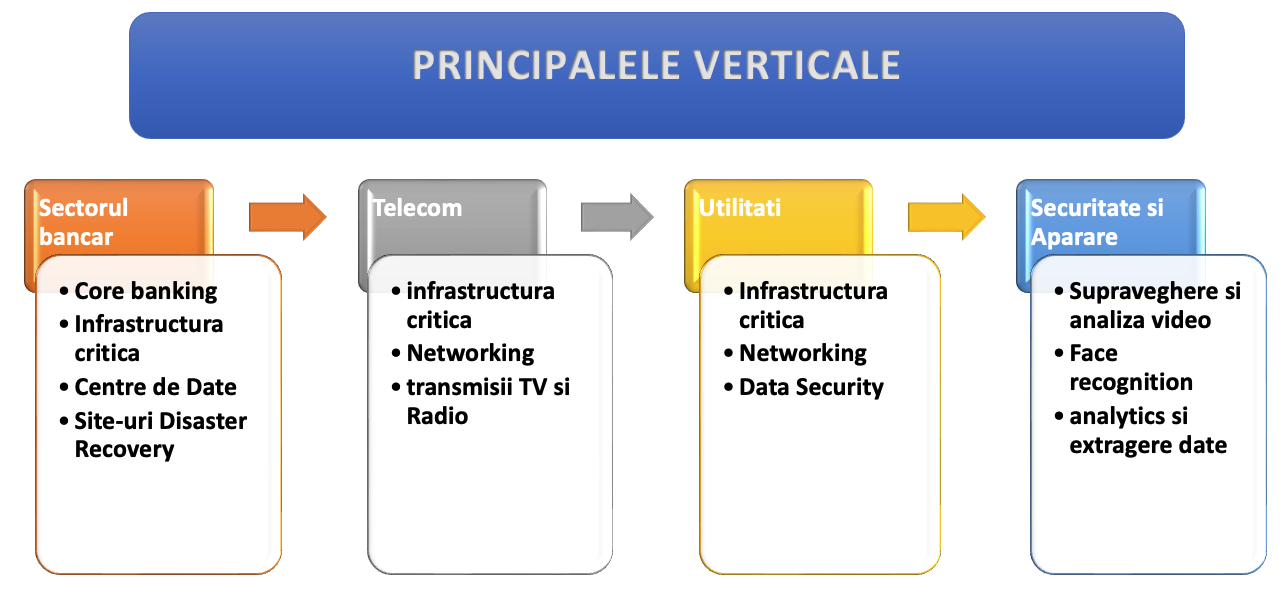 PRINCIPALELE VERTICALE
Sectorul
bancar
• Core banking
• Infrastructura
critica
• Centre de Date
• Site-uri Disaster
Recovery
Telecom
• infrastructura
critica
• Networking
• transmisii TV si
Radio
Utilitati
• Infrastructura
critica
• Networking
• Data Security
Securitate si
Aparare
• Supraveghere si
analiza video
• Face
recognition
• analytics si
extragere date